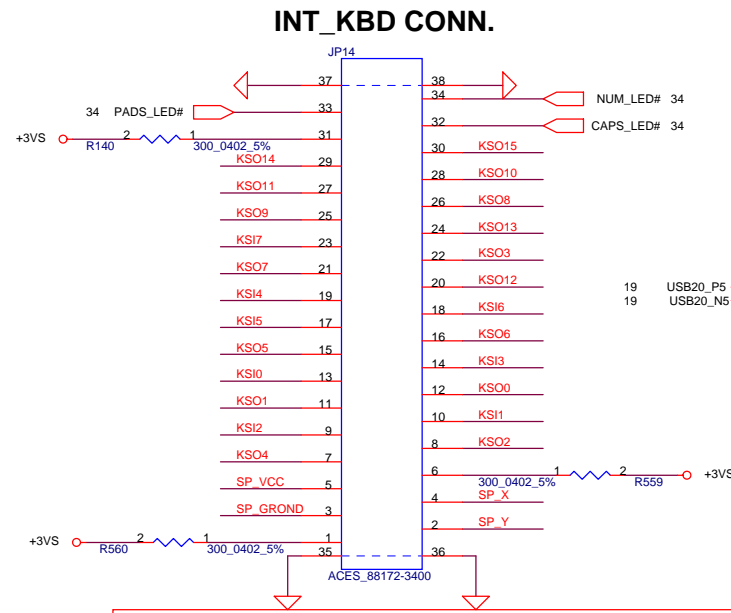 INT_KBD CONN.
JP14
37 38
34 NUM_LED# 34
34 PADS_LED# 33
32 CAPS_LED# 34
+3VS R140 2 1 300_0402_5% 31
30 KSO15
KSO14 29
28 KSO10
KSO11 27
26 KSO8
KSO9 25
24 KSO13
KSI7 23
22 KSO3
KSO7 21
20 KSO12
19 USB20_P5
KSI4 19
19 USB20_N5
18 KSI6
KSI5 17
16 KSO6
KSO5 15
14 KSI3
KSI0 13
12 KSO0
KSO1 11
10 KSI1
KSI2 9
8 KSO2
KSO4 7
6 300_0402_5% 1 2 R559 +3VS
SP_VCC 5
4 SP_X
SP_GROND 3
2 SP_Y
+3VS R560 2 1 300_0402_5% 1
35 36
ACES_88172-3400